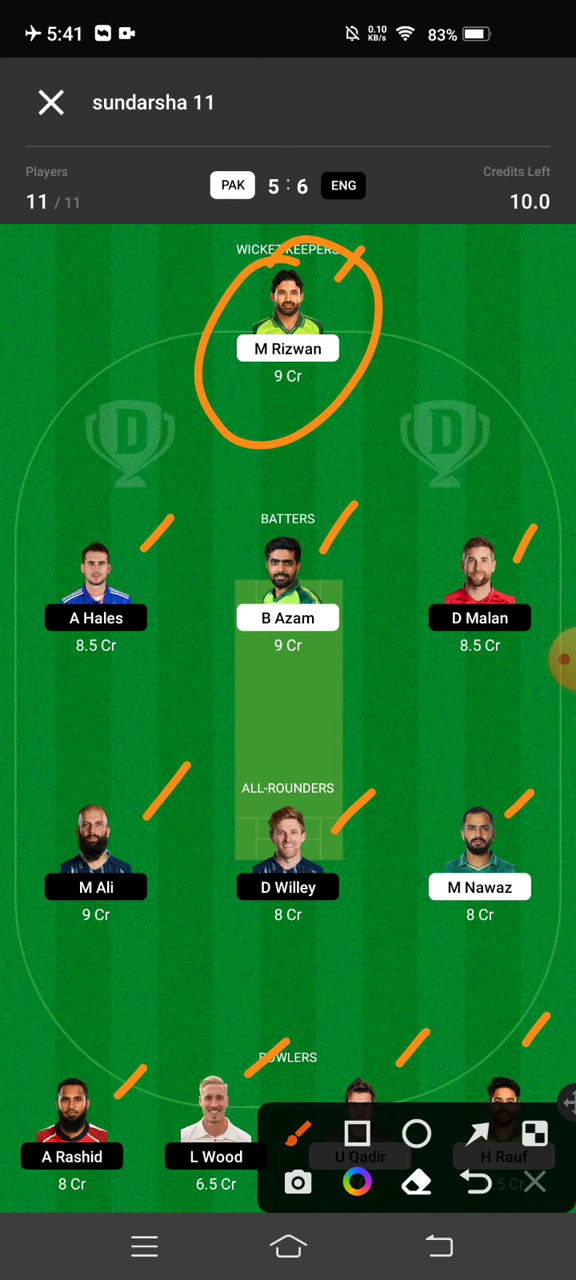 5:41
0.10
KB/s
83%
sundarsha 11
Players
Credits Left
11 / 11
PAK 5 : 6 ENG
10.0
WICKET-KEEPERS
M Rizwan
9 Cr
D
D
BATTERS
A Hales
B Azam
D Malan
8.5 Cr
9 Cr
8.5 Cr
ALL-ROUNDERS
M Ali
D Willey
M Nawaz
9 Cr
8 Cr
8 Cr
BOWLERS
A Rashid
L Wood
U Qadir
H Rauf
8 Cr
6.5 Cr